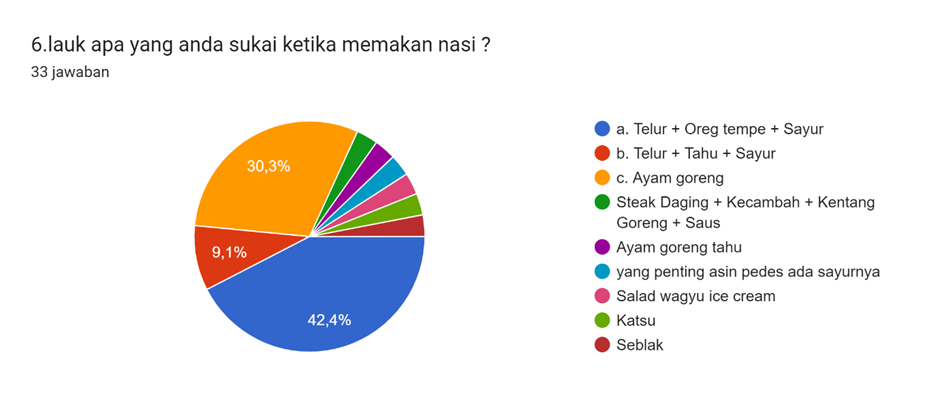 6.lauk apa yang anda sukai ketika memakan nasi ?
33 jawaban
30,3%
9,1%
42,4%
a. Telur + Oreg tempe + Sayur
b. Telur + Tahu + Sayur
c. Ayam goreng
Steak Daging + Kecambah + Kentang
Goreng + Saus
Ayam goreng tahu
yang penting asin pedes ada sayurnya
Salad wagyu ice cream
Katsu
Seblak